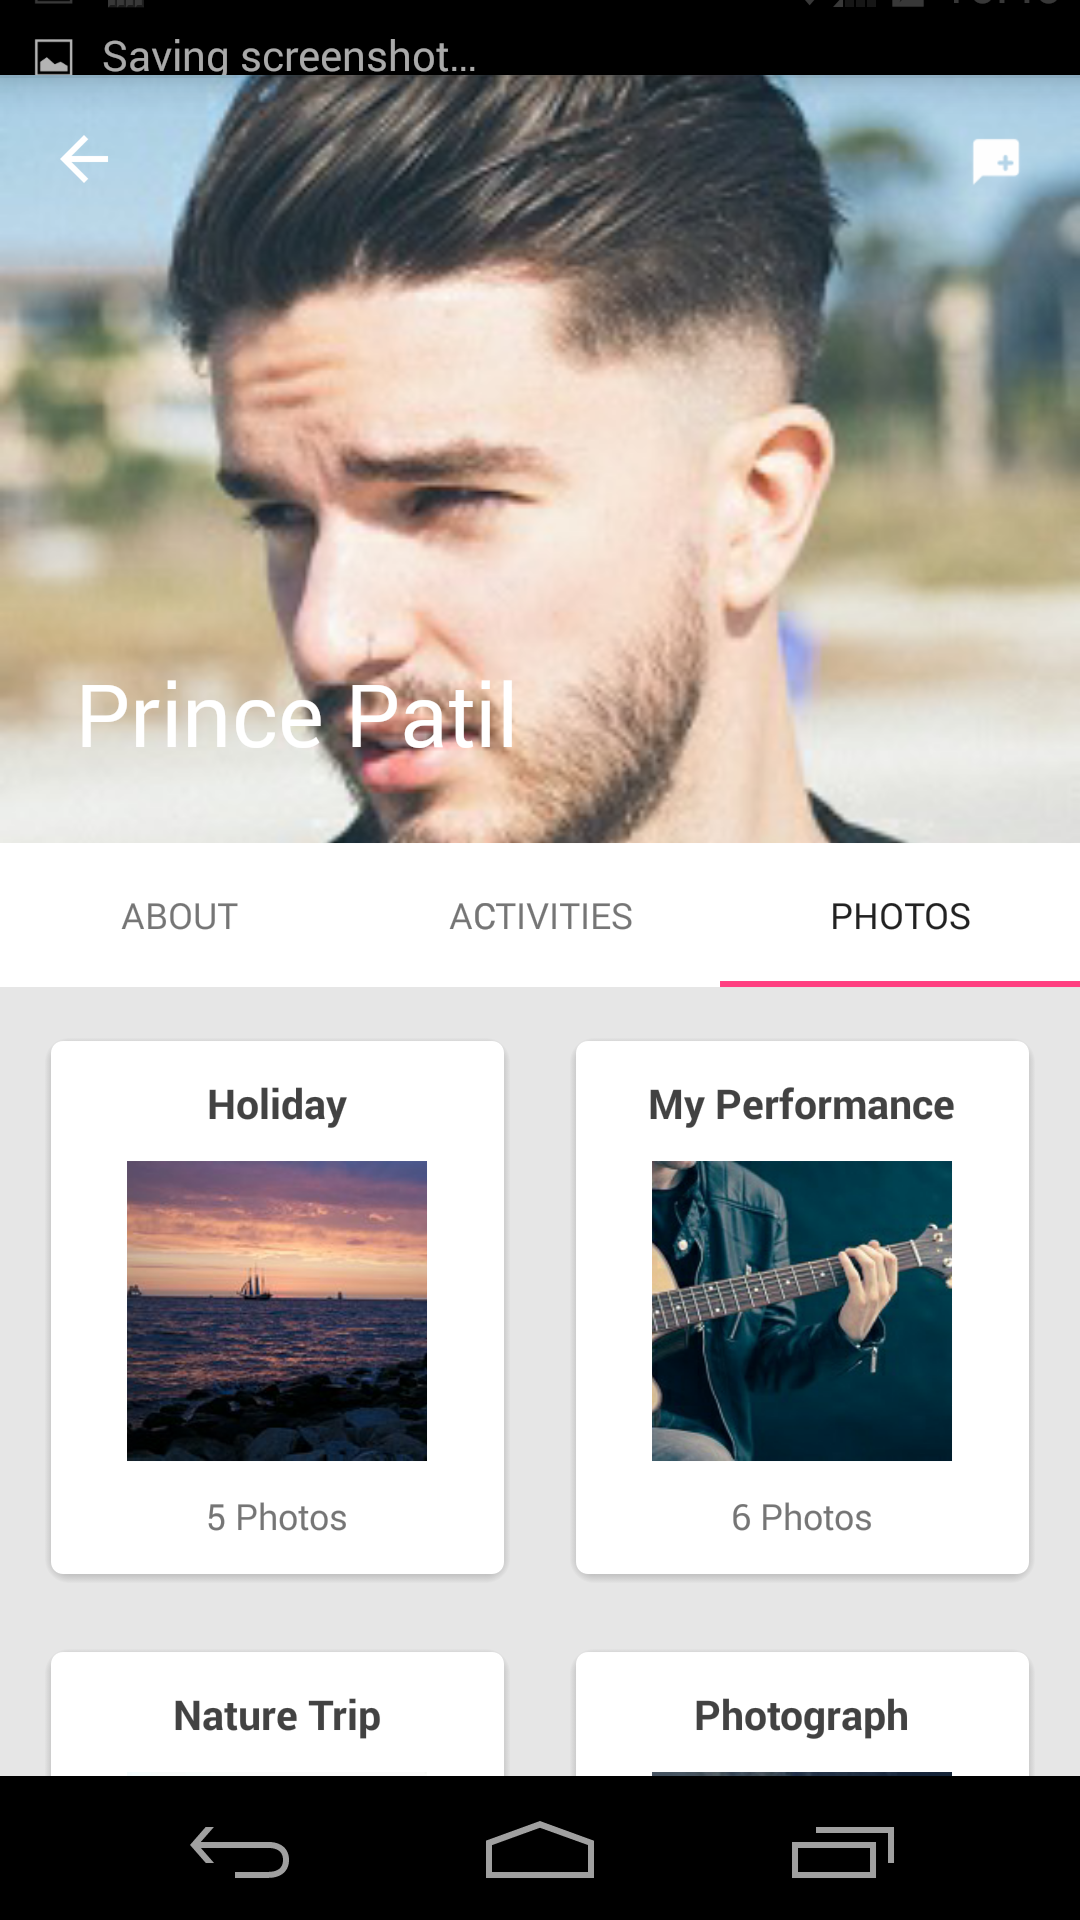 Saving screenshot...
Prince Patil
ABOUT
ACTIVITIES
PHOTOS
Holiday
My Performance
5 Photos
6 Photos
Nature Trip
Photograph